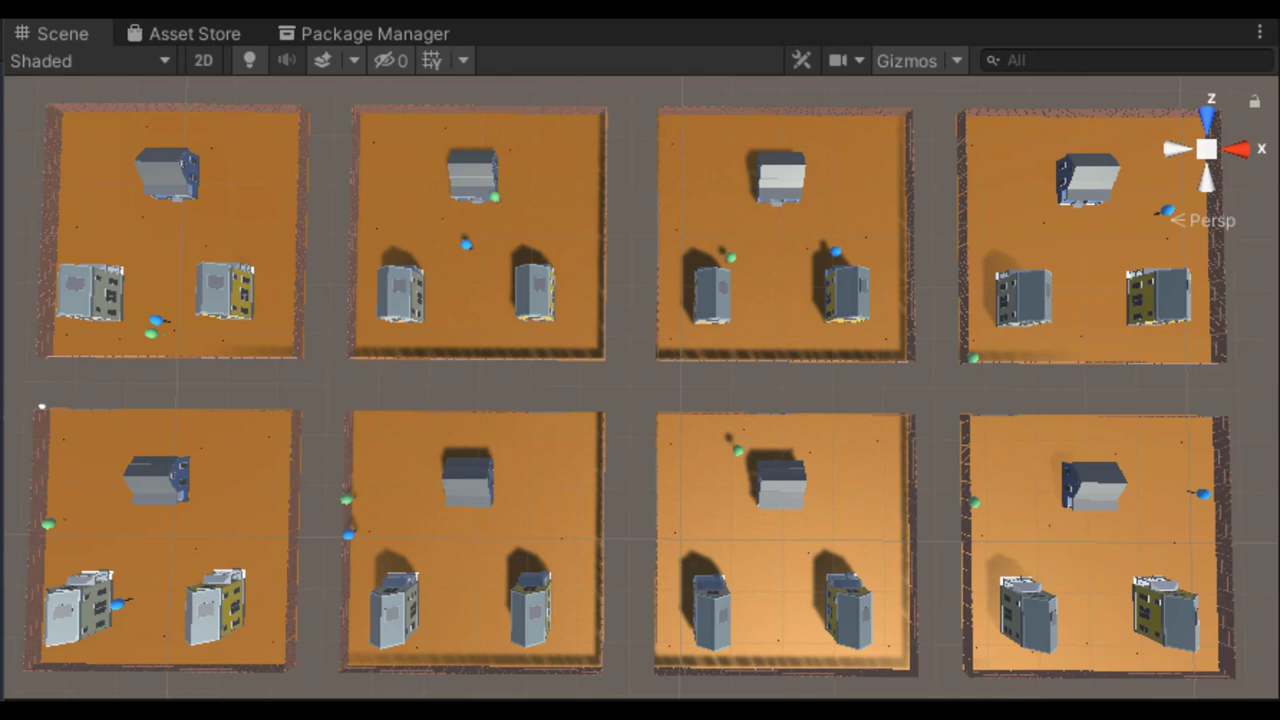 Scene Asset Store Package Manager
Shaded 2D 0 Gizmos All
z
x
Persp